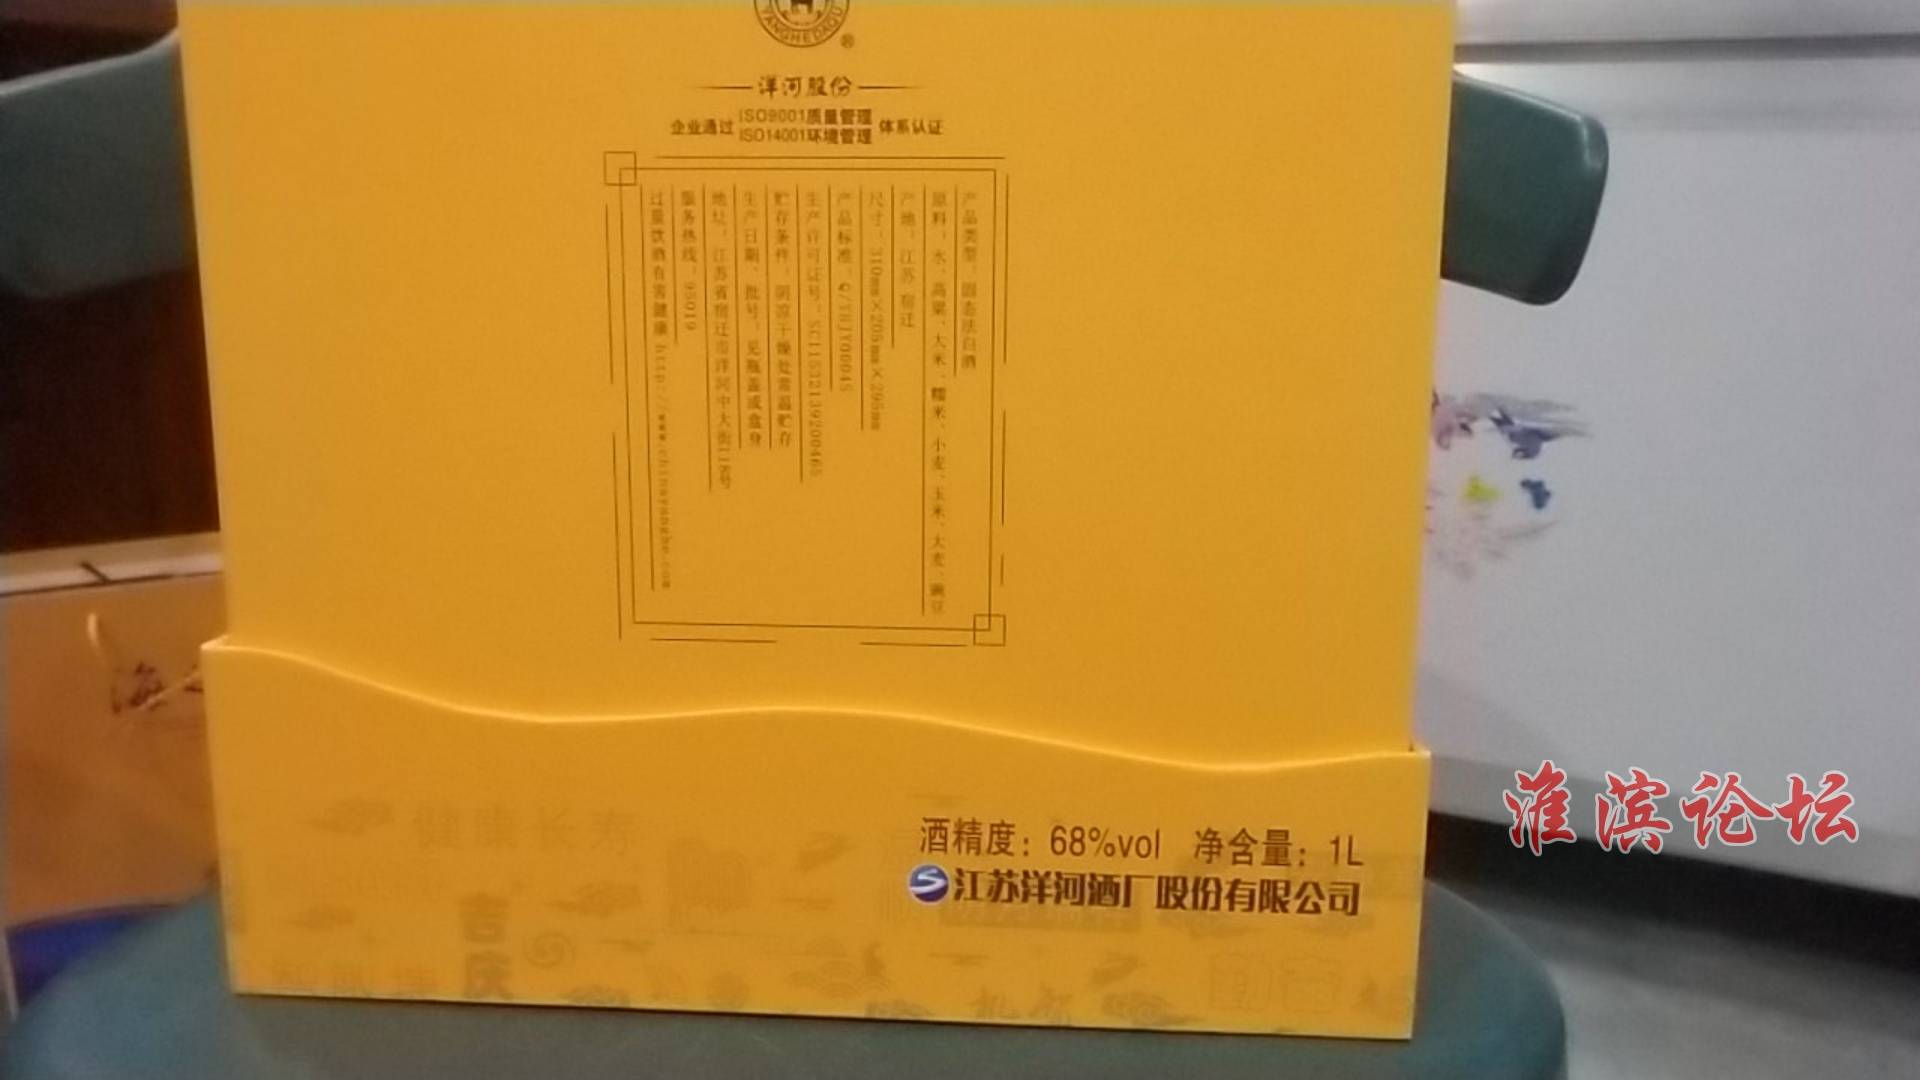 YANGHEDAQU
®
洋河股份
企业通过 ISO9001质量管理 体系认证
ISO14001环境管理
产品类型：固态法白酒
原料：水、高粱、大米、糯米、小麦、玉米、大麦、豌豆
产地：江苏 宿迁
尺寸：310mm×205mm×295mm
产品标准：Q/YHJY0004S
生产许可证号：SC11532139200465
贮存条件：阴凉干燥处常温贮存
生产日期、批号：见瓶盖或盒身
地址：江苏省宿迁市洋河中大街118号
服务热线：95019
过量饮酒有害健康 http://www.chinayanghe.com
健康长寿
吉庆
酒精度：68%vol 净含量：1L
江苏洋河酒厂股份有限公司
淮滨论坛